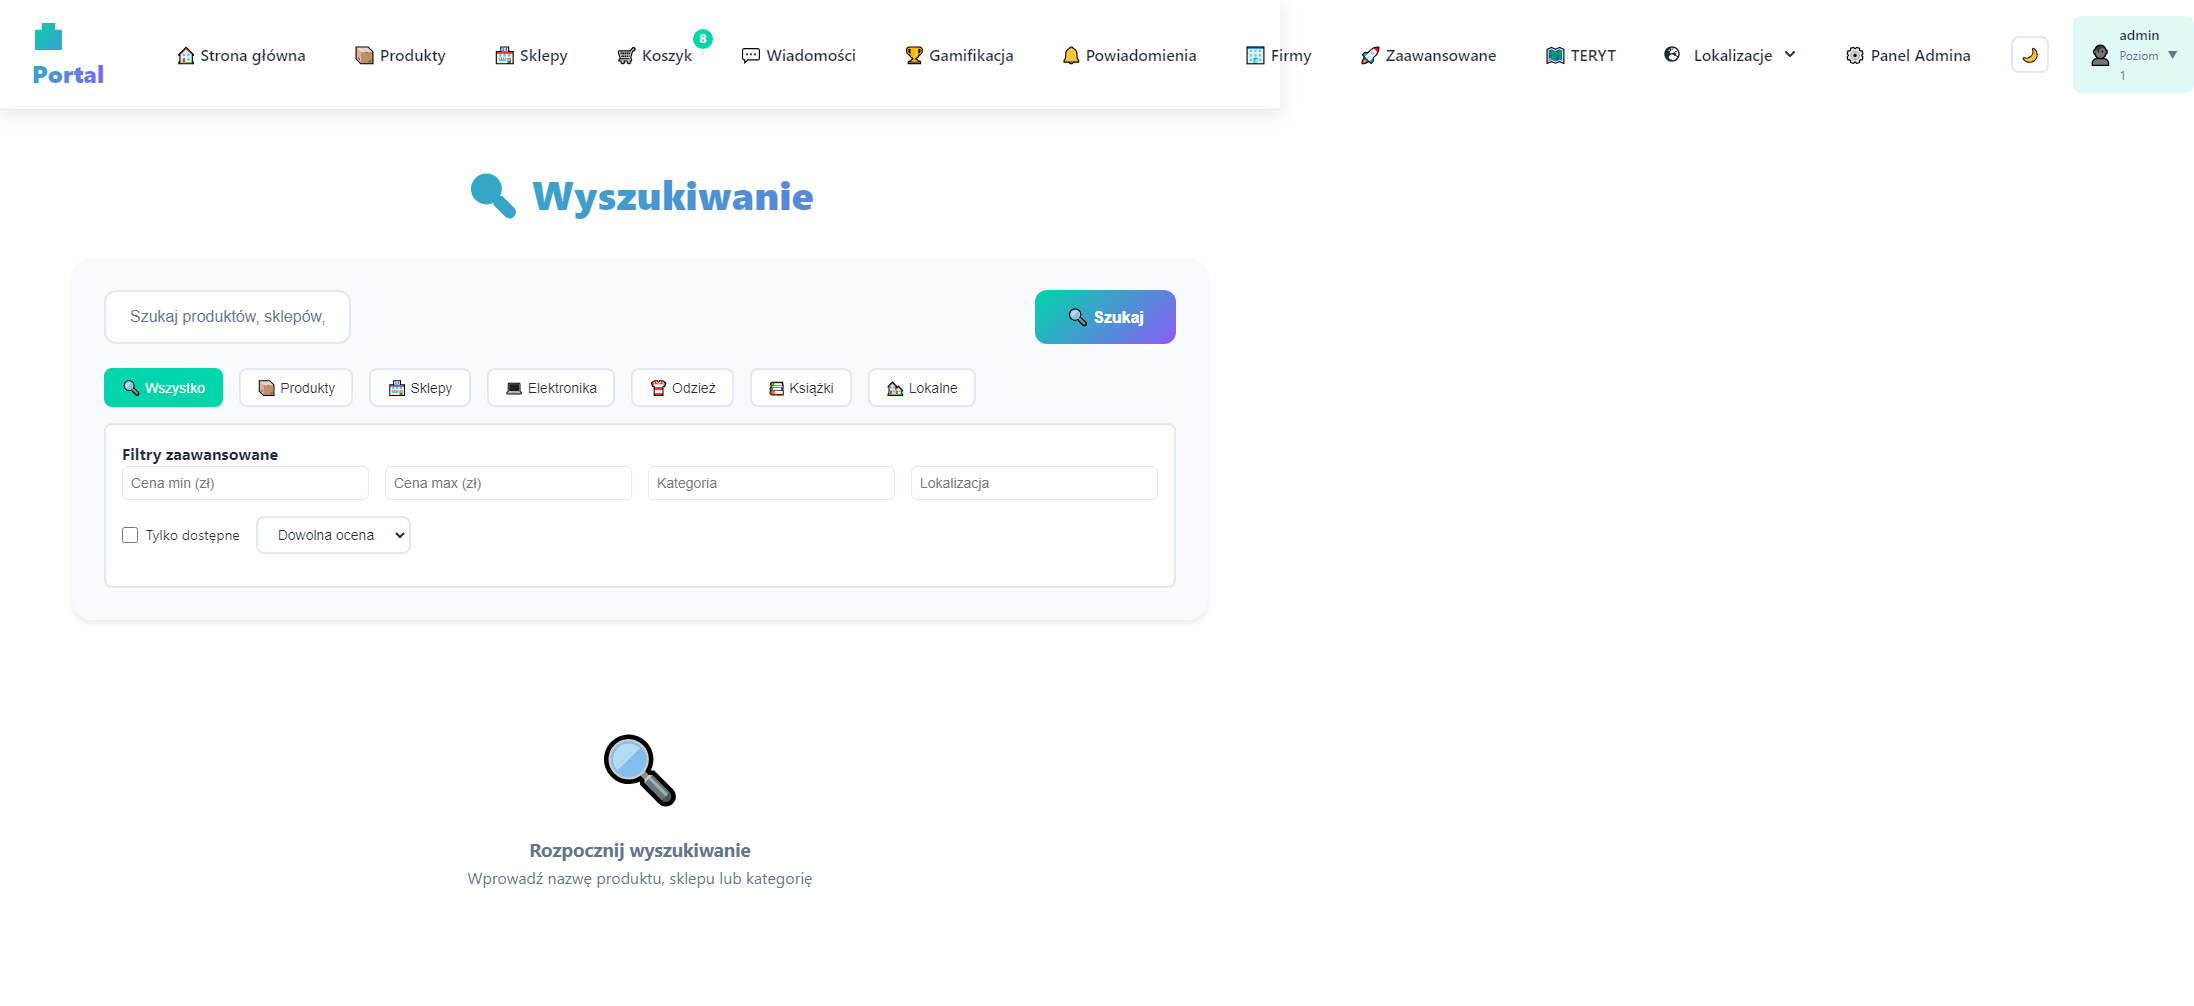 Portal
Strona główna
Produkty
Sklepy
Koszyk
8
Wiadomości
Gamifikacja
Powiadomienia
Firmy
Zaawansowane
TERYT
Lokalizacje
Panel Admina
admin
Poziom
1
Wyszukiwanie
Szukaj produktów, sklepów,
Szukaj
Wszystko
Produkty
Sklepy
Elektronika
Odzież
Książki
Lokalne
Filtry zaawansowane
Cena min (zł)
Cena max (zł)
Kategoria
Lokalizacja
Tylko dostępne
Dowolna ocena
Rozpocznij wyszukiwanie
Wprowadź nazwę produktu, sklepu lub kategorię